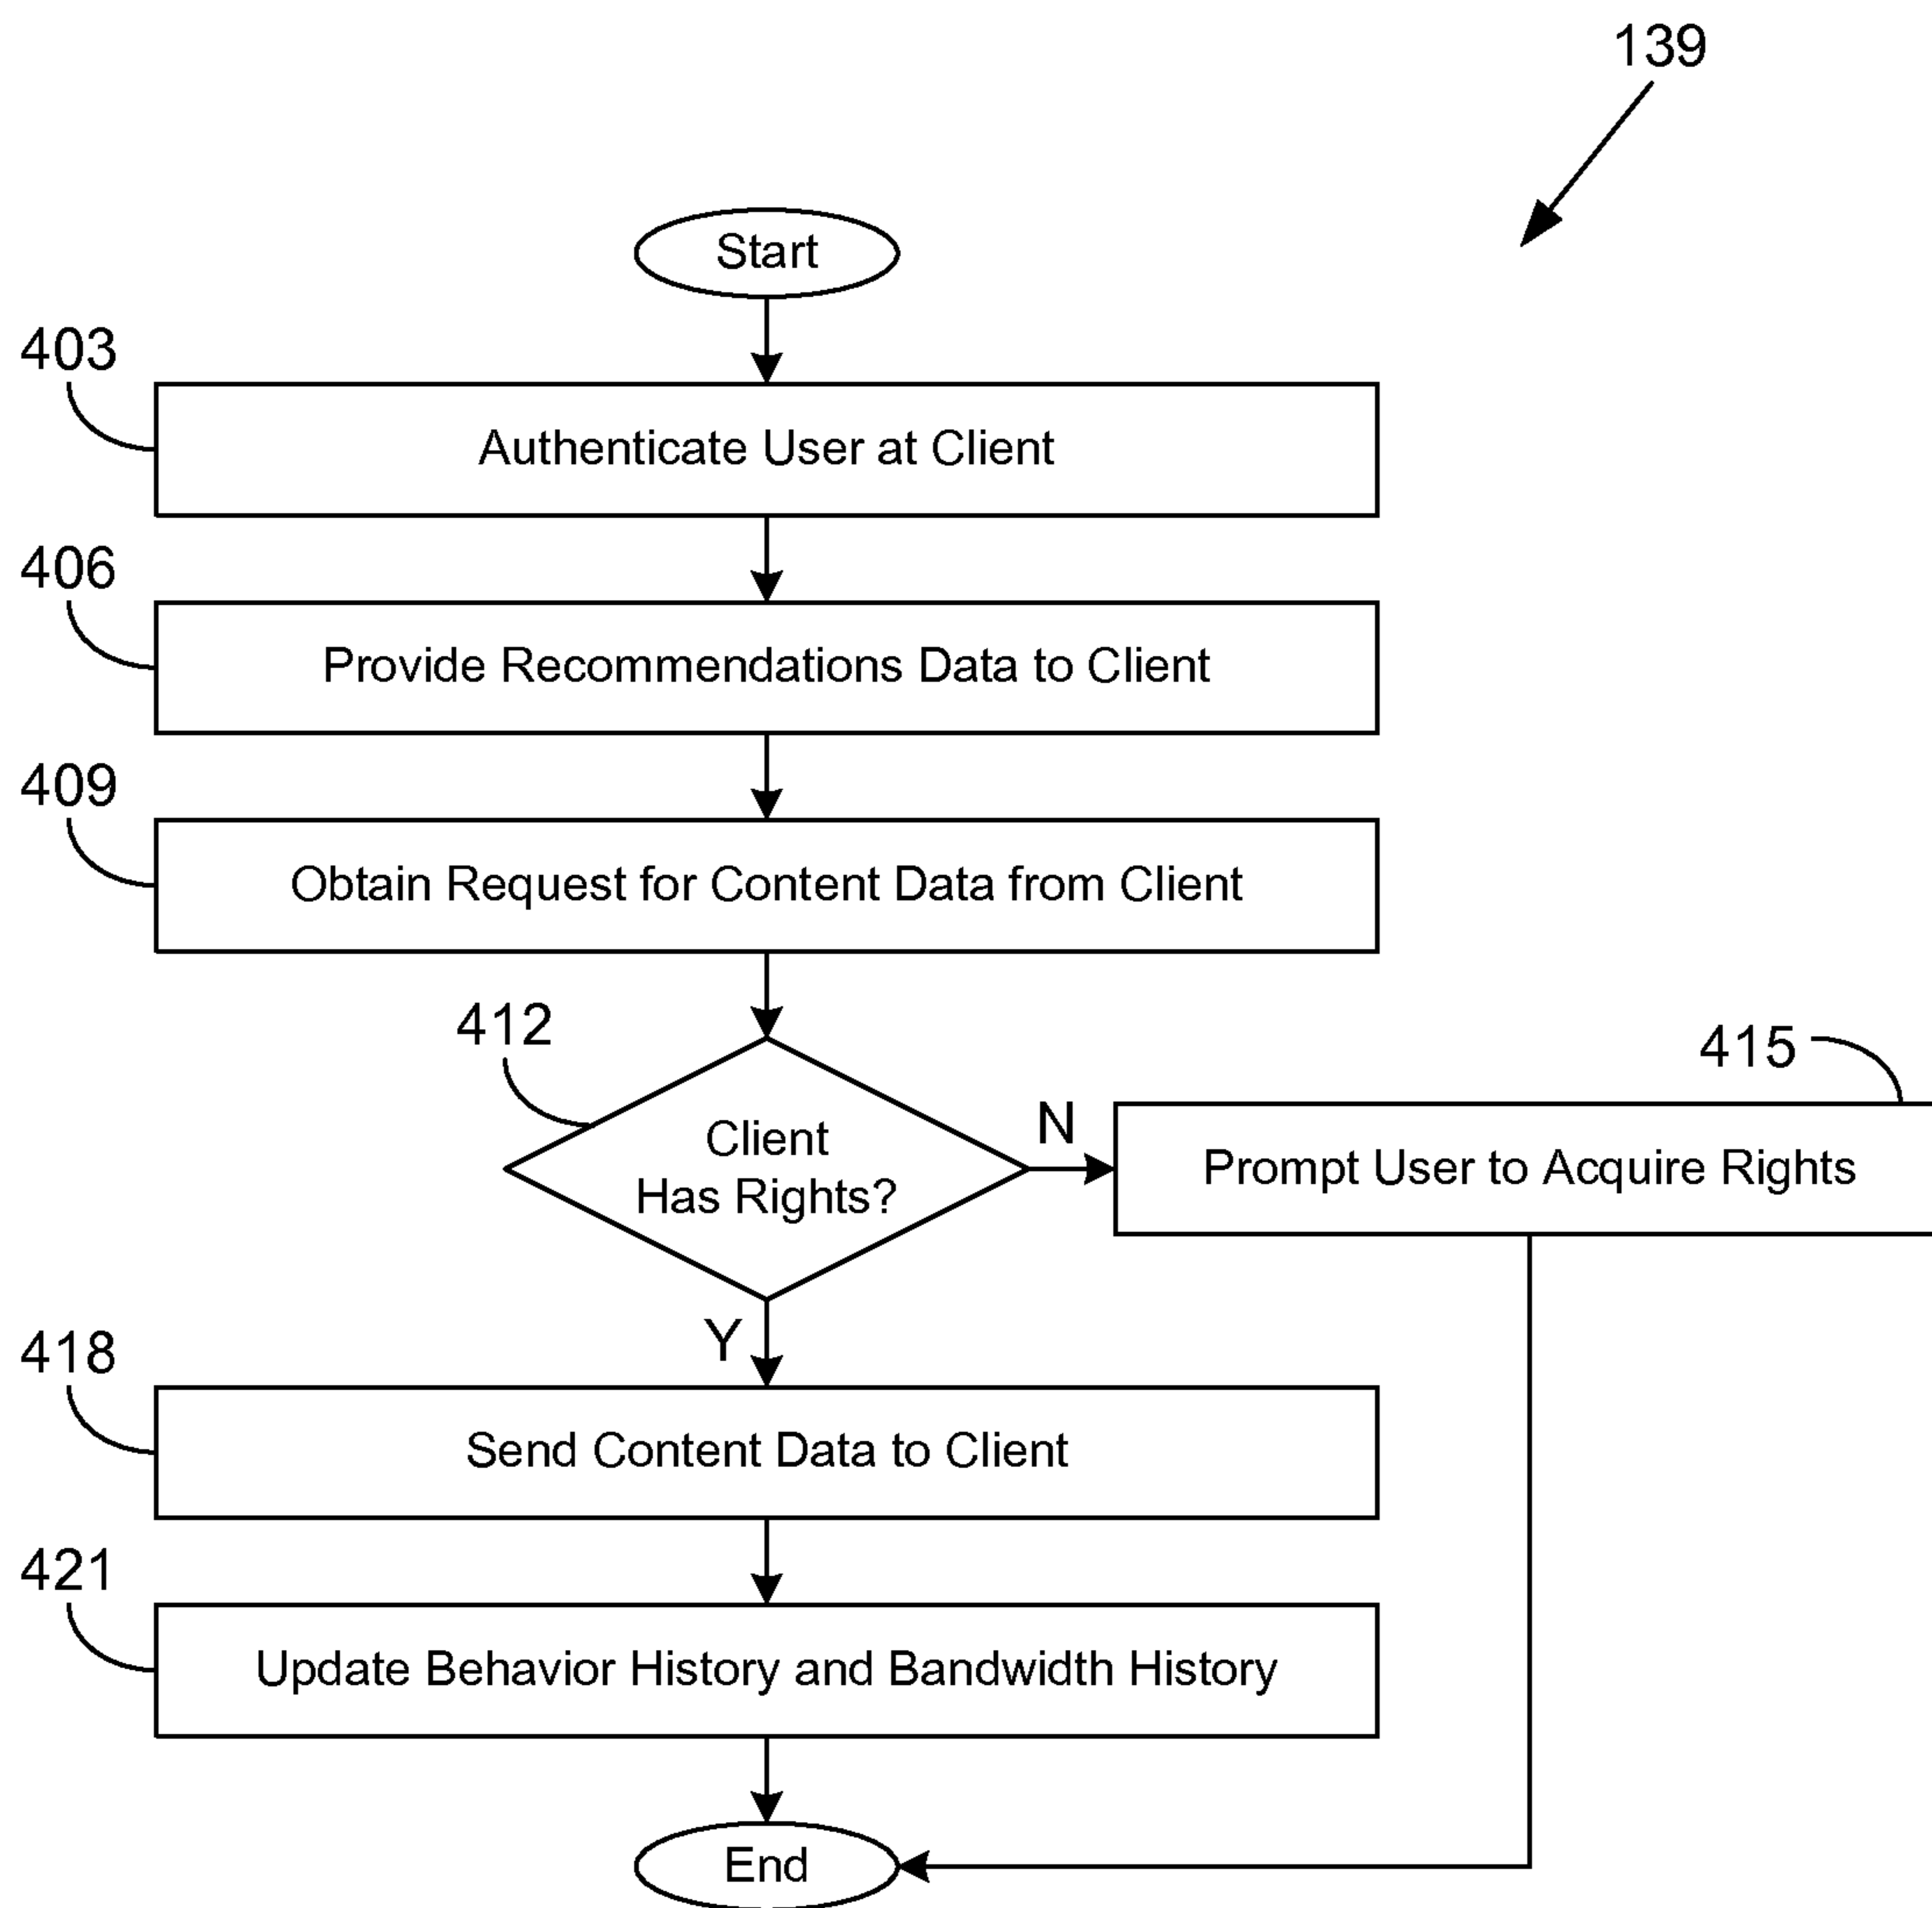 139
Start
403
Authenticate User at Client
406
Provide Recommendations Data to Client
409
Obtain Request for Content Data from Client
412
Client
Has Rights?
N
415
Prompt User to Acquire Rights
Y
418
Send Content Data to Client
421
Update Behavior History and Bandwidth History
End